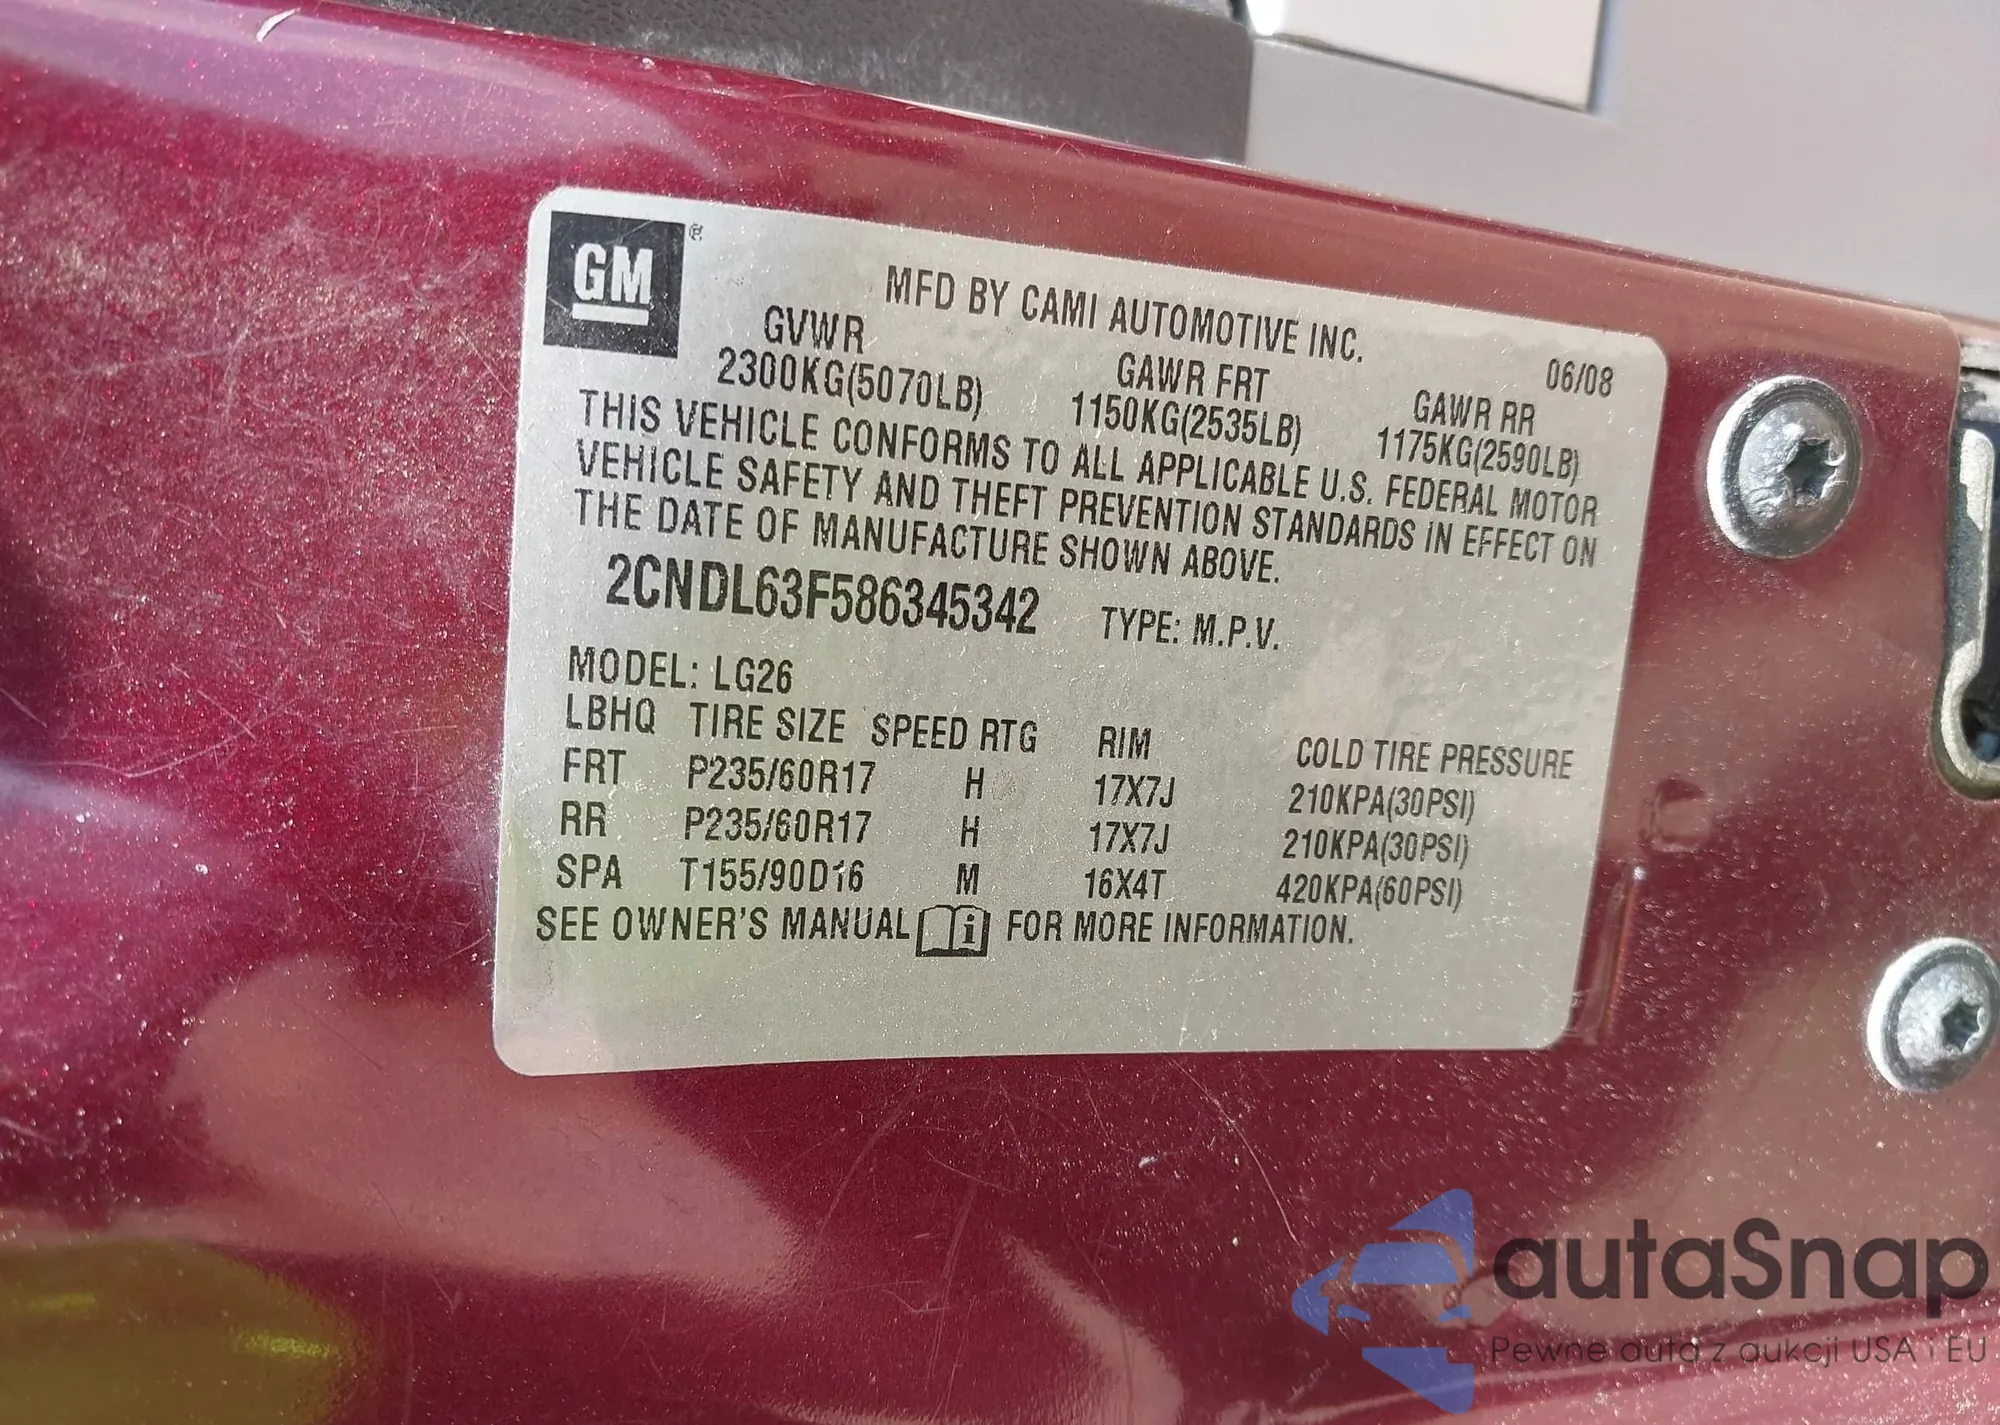 GM ®
MFD BY CAMI AUTOMOTIVE INC. 06/08
GVWR GAWR FRT GAWR RR
2300KG(5070LB) 1150KG(2535LB) 1175KG(2590LB)
THIS VEHICLE CONFORMS TO ALL APPLICABLE U.S. FEDERAL MOTOR
VEHICLE SAFETY AND THEFT PREVENTION STANDARDS IN EFFECT ON
THE DATE OF MANUFACTURE SHOWN ABOVE.
2CNDL63F586345342 TYPE: M.P.V.
MODEL: LG26
LBHQ TIRE SIZE SPEED RTG RIM COLD TIRE PRESSURE
FRT P235/60R17 H 17X7J 210KPA(30PSI)
RR P235/60R17 H 17X7J 210KPA(30PSI)
SPA T155/90D16 M 16X4T 420KPA(60PSI)
SEE OWNER'S MANUAL i FOR MORE INFORMATION.
autaSnap
Pewne auta z aukcji USA i EU